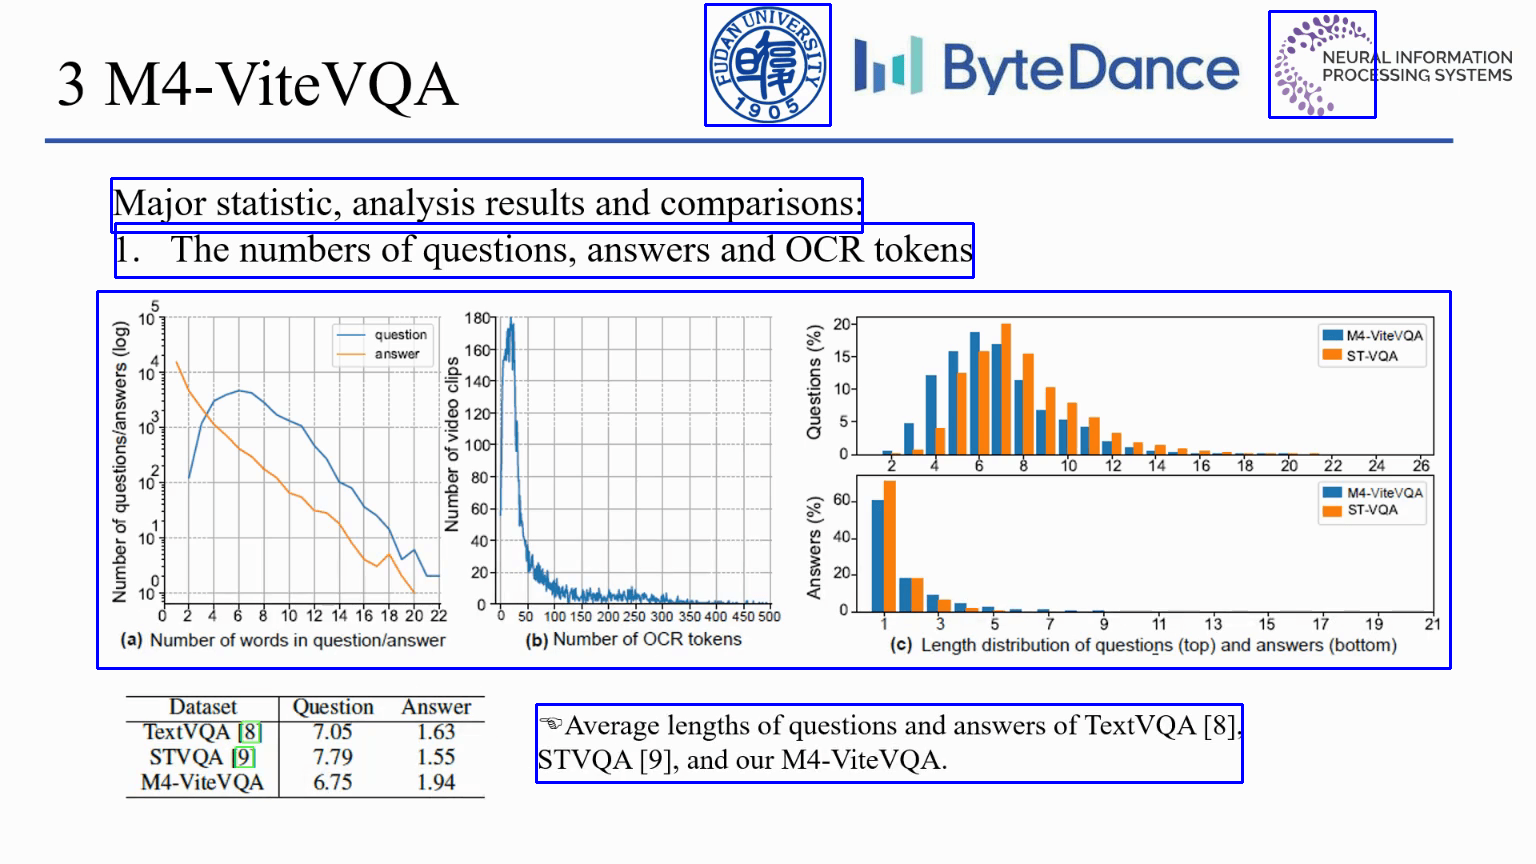 3 M4-ViteVQA
FUDAN UNIVERSITY
1905
ByteDance
NEURAL INFORMATION
PROCESSING SYSTEMS
Major statistic, analysis results and comparisons:
1. The numbers of questions, answers and OCR tokens
Number of questions/answers (log)
10^5
10^4
10^3
10^2
10^1
10^0
question
answer
0 2 4 6 8 10 12 14 16 18 20 22
(a) Number of words in question/answer
Number of video clips
180
160
140
120
100
80
60
40
20
0
0 50 100 150 200 250 300 350 400 450 500
(b) Number of OCR tokens
Questions (%)
20
15
10
5
0
M4-ViteVQA
ST-VQA
2 4 6 8 10 12 14 16 18 20 22 24 26
Answers (%)
60
40
20
0
M4-ViteVQA
ST-VQA
1 3 5 7 9 11 13 15 17 19 21
(c) Length distribution of questions (top) and answers (bottom)
Dataset Question Answer
TextVQA [8] 7.05 1.63
STVQA [9] 7.79 1.55
M4-ViteVQA 6.75 1.94
☜Average lengths of questions and answers of TextVQA [8],
STVQA [9], and our M4-ViteVQA.